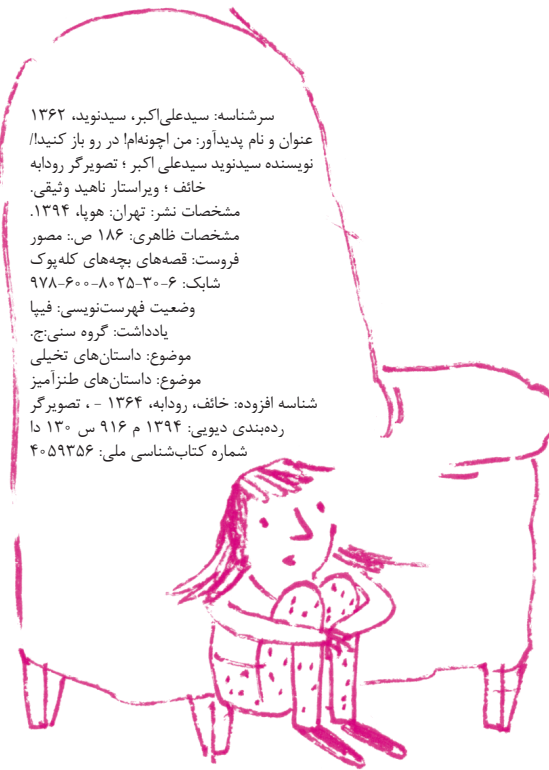 سرشناسه: سیدعلی‌اکبر، سیدنوید، ۱۳۶۲
عنوان و نام پدیدآور: من اچونه‌ام! در رو باز کنید!/
نویسنده سیدنوید سیدعلی اکبر ؛ تصویرگر رودابه
خائف ؛ ویراستار ناهید وثیقی.
مشخصات نشر: تهران: هوپا، ۱۳۹۴.
مشخصات ظاهری: ۱۸۶ ص.: مصور
فروست: قصه‌های بچه‌های کله‌پوک
شابک: ۶-۳۰-۸۰۲۵-۶۰۰-۹۷۸
وضعیت فهرست‌نویسی: فیپا
یادداشت: گروه سنی:ج.
موضوع: داستان‌های تخیلی
موضوع: داستان‌های طنزآمیز
شناسه افزوده: خائف، رودابه، ۱۳۶۴ - ، تصویرگر
رده‌بندی دیویی: ۱۳۹۴ م ۹۱۶ س ۱۳۰ دا
شماره کتاب‌شناسی ملی: ۴۰۵۹۳۵۶